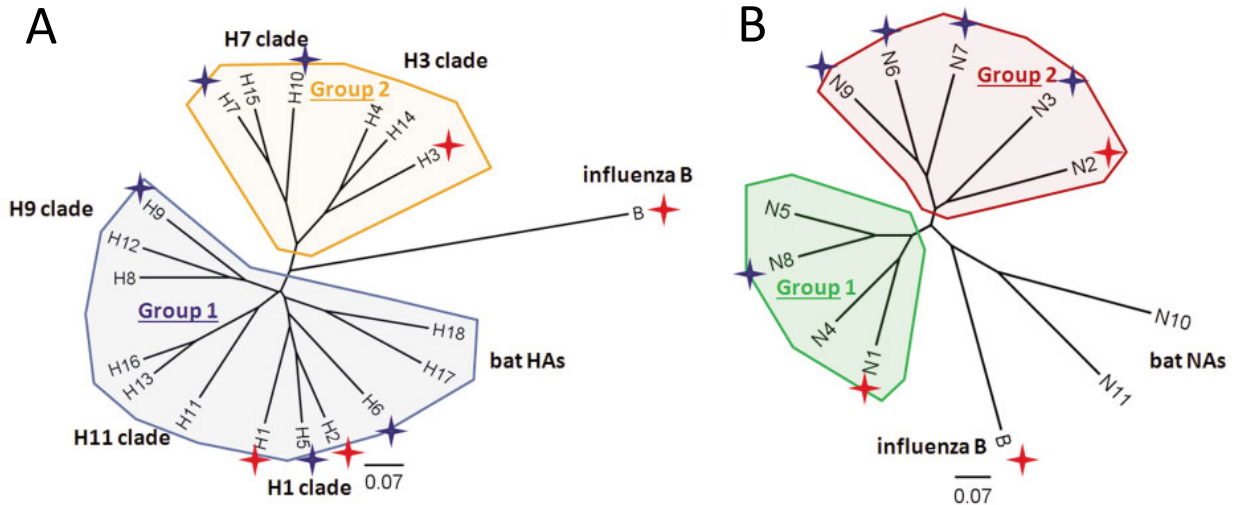 A
H7 clade
H3 clade
H7
H15
H10
Group 2
H4
H14
H3
influenza B
B
H9 clade
H9
H12
H8
Group 1
H16
H13
H11
H11 clade
H1
H5
H2
H6
H18
H17
bat HAs
H1 clade
0.07
B
N9
N6
N7
Group 2
N3
N2
N5
N8
Group 1
N4
N1
N10
bat NAs
N11
influenza B
B
0.07